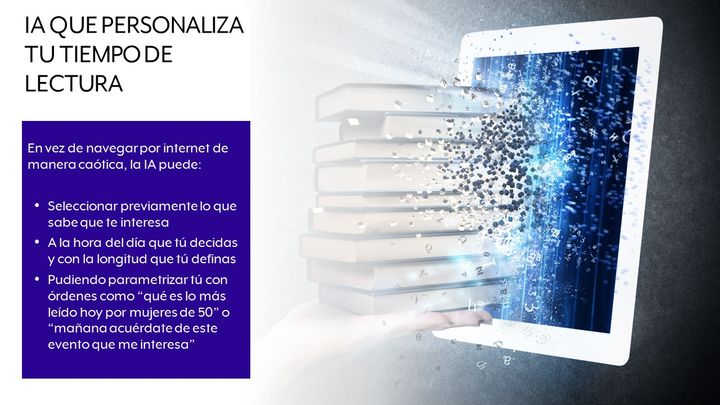 IA QUE PERSONALIZA
TU TIEMPO DE
LECTURA
En vez de navegar por internet de
manera caótica, la IA puede:
• Seleccionar previamente lo que
sabe que te interesa
• A la hora del día que tú decidas
y con la longitud que tú definas
• Pudiendo parametrizar tú con
órdenes como “qué es lo más
leído hoy por mujeres de 50” o
“mañana acuérdate de este
evento que me interesa”